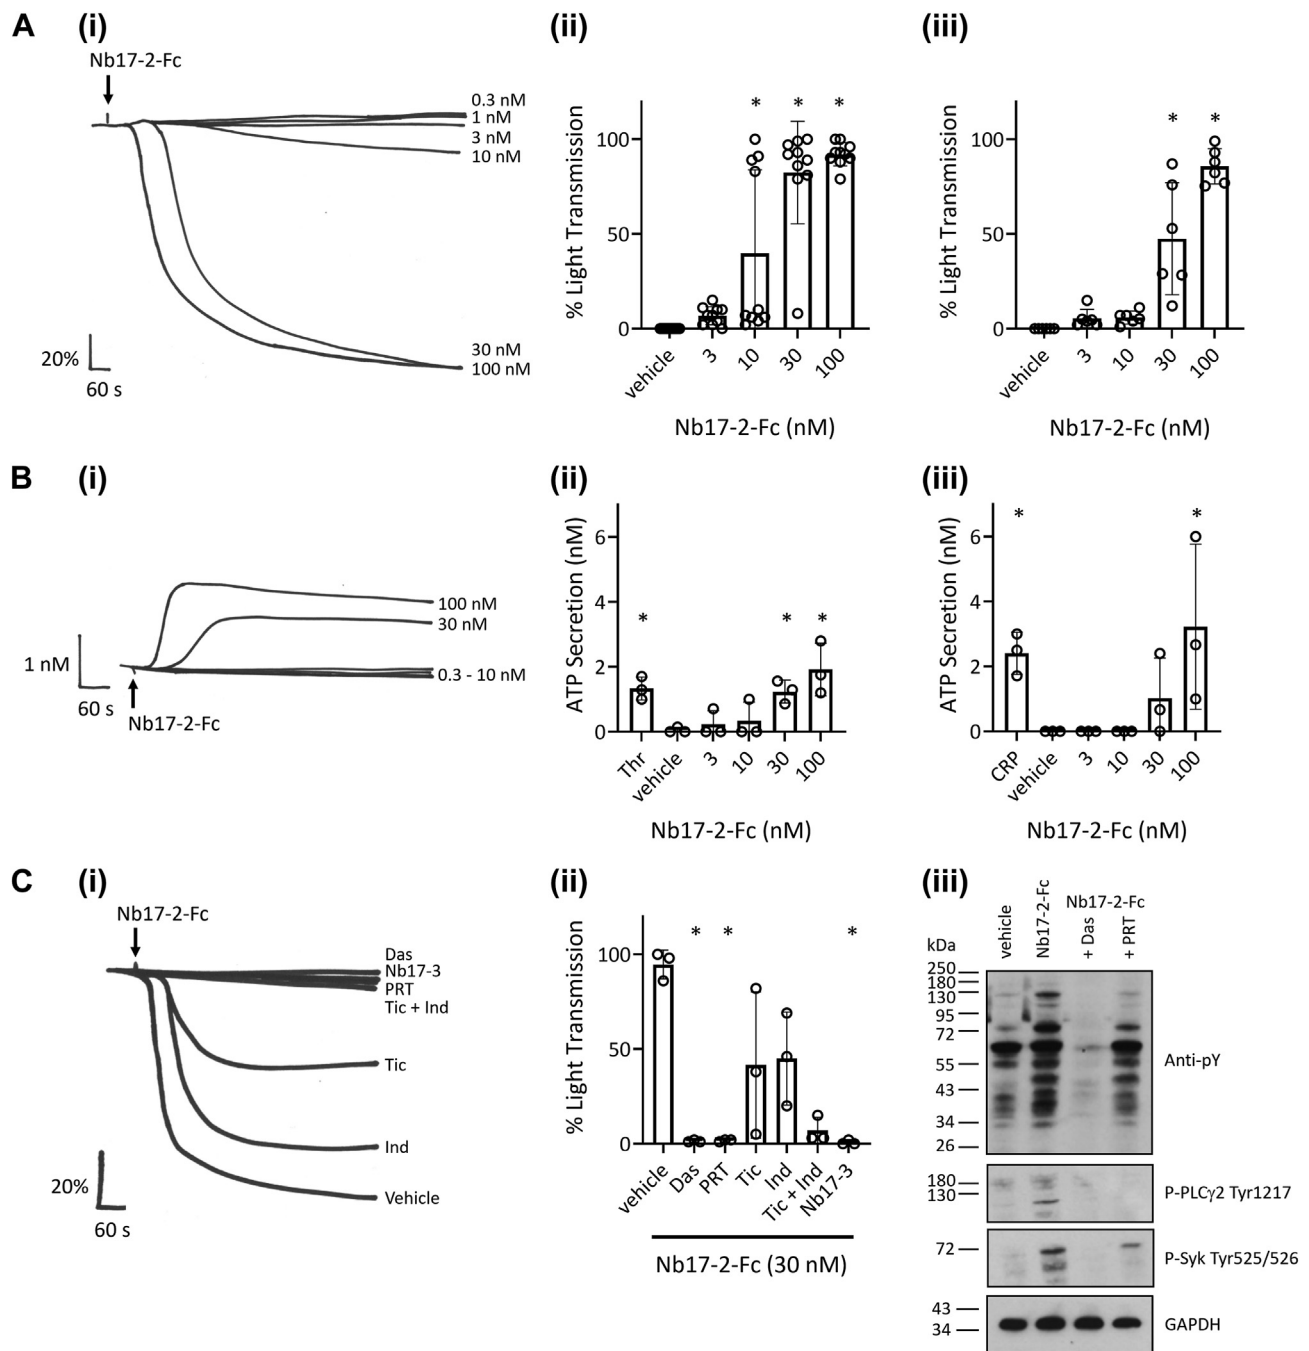 A
(i)
Nb17-2-Fc
0.3 nM
1 nM
3 nM
10 nM
30 nM
100 nM
20%
60 s
(ii)
% Light Transmission
100
50
0
*
*
*
vehicle
3
10
30
100
Nb17-2-Fc (nM)
(iii)
% Light Transmission
100
50
0
*
*
vehicle
3
10
30
100
Nb17-2-Fc (nM)
B
(i)
100 nM
30 nM
0.3 - 10 nM
1 nM
60 s
Nb17-2-Fc
(ii)
ATP Secretion (nM)
6
4
2
0
*
*
*
Thr
vehicle
3
10
30
100
Nb17-2-Fc (nM)
(iii)
ATP Secretion (nM)
6
4
2
0
*
*
CRP
vehicle
3
10
30
100
Nb17-2-Fc (nM)
C
(i)
Nb17-2-Fc
Das
Nb17-3
PRT
Tic + Ind
Tic
Ind
Vehicle
20%
60 s
(ii)
% Light Transmission
100
50
0
*
*
*
vehicle
Das
PRT
Tic
Ind
Tic + Ind
Nb17-3
Nb17-2-Fc (30 nM)
(iii)
vehicle
Nb17-2-Fc
Nb17-2-Fc
+ Das
+ PRT
kDa
250
180
130
95
72
55
43
34
26
Anti-pY
180
130
P-PLCγ2 Tyr1217
72
P-Syk Tyr525/526
43
34
GAPDH